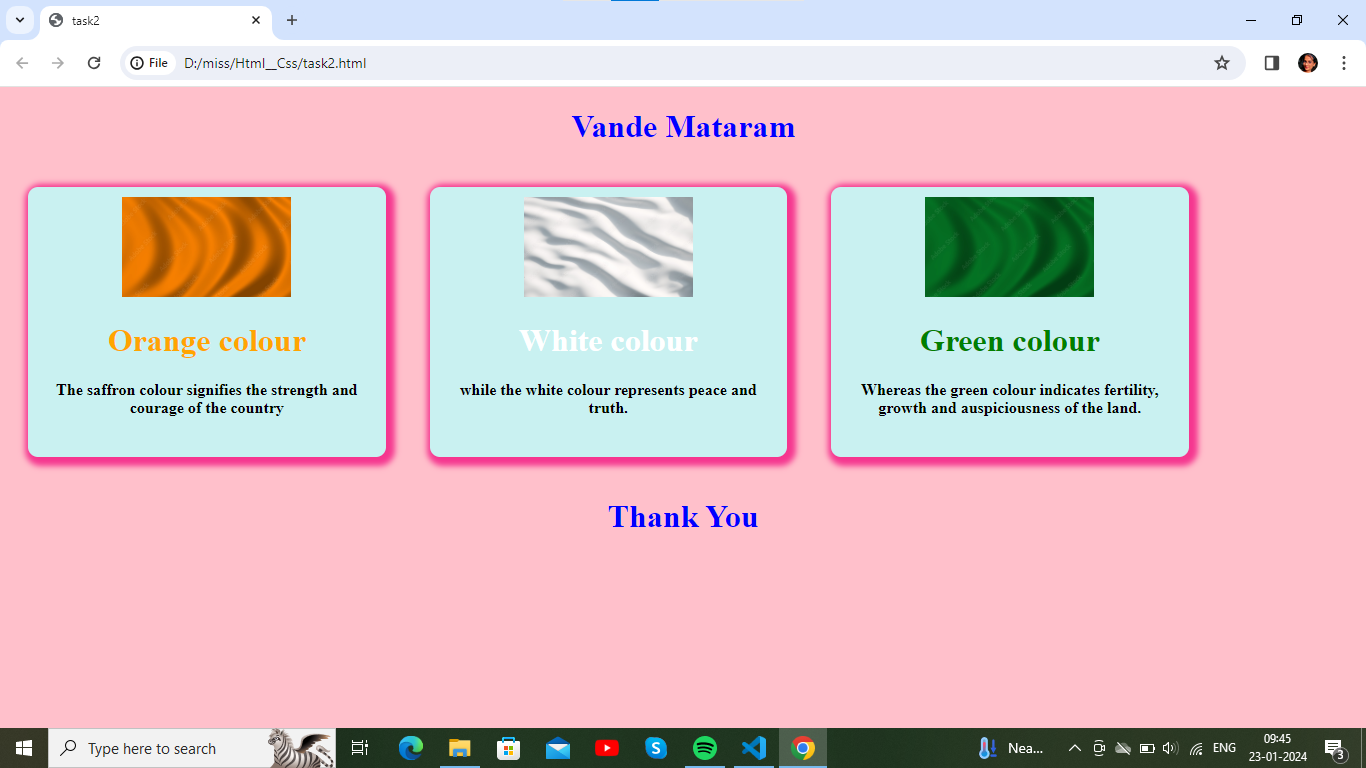 task2
File
D:/miss/Html__Css/task2.html
Vande Mataram
Orange colour
The saffron colour signifies the strength and
courage of the country
White colour
while the white colour represents peace and
truth.
Green colour
Whereas the green colour indicates fertility,
growth and auspiciousness of the land.
Thank You
Type here to search
Nea...
ENG
09:45
23-01-2024
3